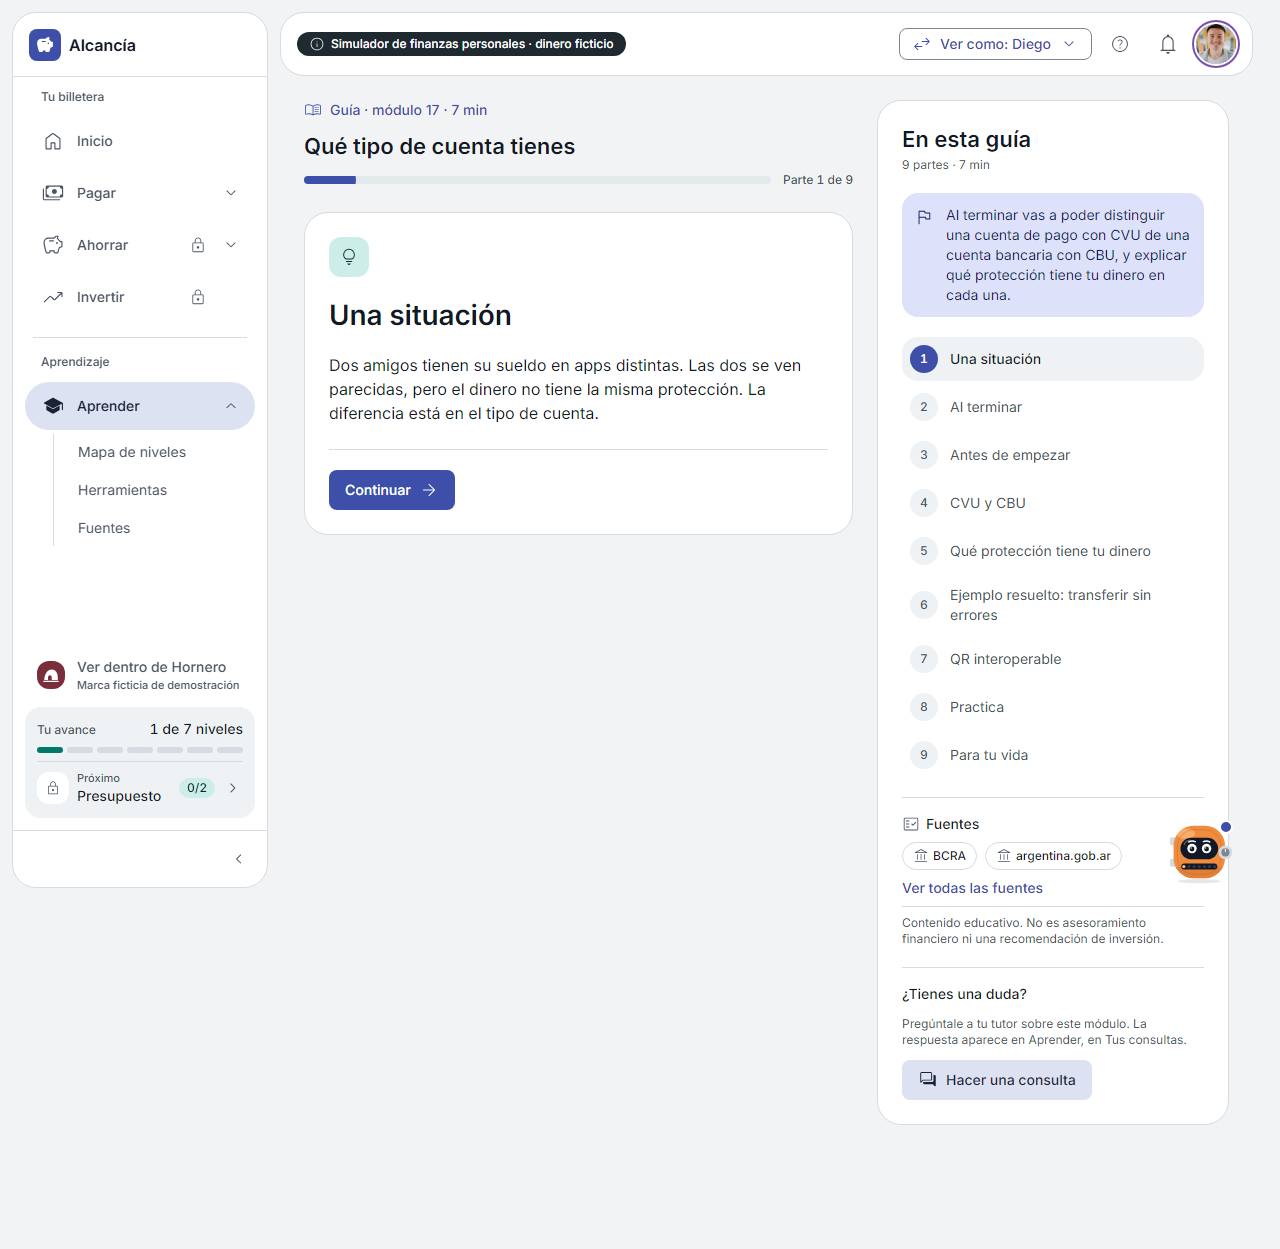 Alcancía
Tu billetera
Inicio
Pagar
Ahorrar
Invertir
Aprendizaje
Aprender
Mapa de niveles
Herramientas
Fuentes
Ver dentro de Hornero
Marca ficticia de demostración
Tu avance
1 de 7 niveles
Próximo
Presupuesto
0/2
Simulador de finanzas personales · dinero ficticio
Ver como: Diego
Guía · módulo 17 · 7 min
Qué tipo de cuenta tienes
Parte 1 de 9
Una situación
Dos amigos tienen su sueldo en apps distintas. Las dos se ven
parecidas, pero el dinero no tiene la misma protección. La
diferencia está en el tipo de cuenta.
Continuar
En esta guía
9 partes · 7 min
Al terminar vas a poder distinguir
una cuenta de pago con CVU de una
cuenta bancaria con CBU, y explicar
qué protección tiene tu dinero en
cada una.
1 Una situación
2 Al terminar
3 Antes de empezar
4 CVU y CBU
5 Qué protección tiene tu dinero
6 Ejemplo resuelto: transferir sin
errores
7 QR interoperable
8 Practica
9 Para tu vida
Fuentes
BCRA
argentina.gob.ar
Ver todas las fuentes
Contenido educativo. No es asesoramiento
financiero ni una recomendación de inversión.
¿Tienes una duda?
Pregúntale a tu tutor sobre este módulo. La
respuesta aparece en Aprender, en Tus consultas.
Hacer una consulta